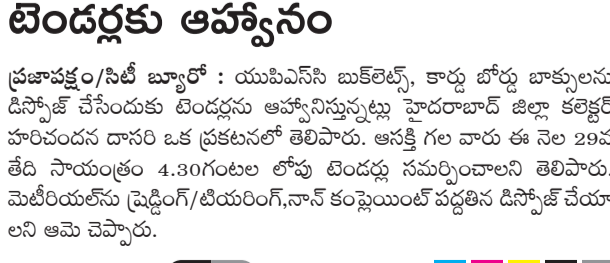 టెండర్లకు ఆహ్వానం
ప్రజాపక్షం/సిటీ బ్యూరో : యుపిఎస్‌సి బుక్‌లెట్స్, కార్డు బోర్డు బాక్సులను
డిస్పోజ్ చేసేందుకు టెండర్లను ఆహ్వానిస్తున్నట్లు హైదరాబాద్ జిల్లా కలెక్టర్
హరిచందన దాసరి ఒక ప్రకటనలో తెలిపారు. ఆసక్తి గల వారు ఈ నెల 29వ
తేది సాయంత్రం 4.30గంటల లోపు టెండర్లు సమర్పించాలని తెలిపారు.
మెటీరియల్‌ను ష్రెడ్డింగ్/టియరింగ్,నాన్ కంప్లెయింట్ పద్దతిన డిస్పోజ్ చేయా
లని ఆమె చెప్పారు.